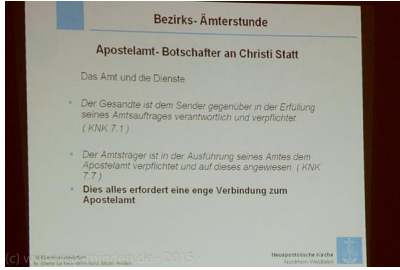 Bezirks-Ämterstunde
Apostelamt- Botschafter an Christi Statt
Das Amt und die Dienste
• Der Gesandte ist dem Sender gegenüber in der Erfüllung
seines Amtsauftrages verantwortlich und verpflichtet.
( KNK 7.1 )
• Der Amtsträger ist in der Ausführung seines Amtes dem
Apostelamt verpflichtet und auf dieses angewiesen. ( KNK
7.7 )
• Dies alles erfordert eine enge Verbindung zum
Apostelamt
Neuapostolische Kirche
Nordrhein-Westfalen